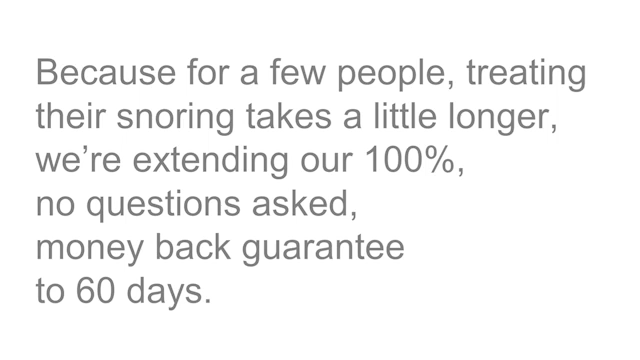 Because for a few people, treating
their snoring takes a little longer,
we’re extending our 100%,
no questions asked,
money back guarantee
to 60 days.